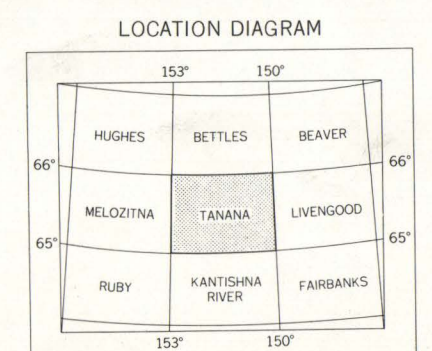 LOCATION DIAGRAM
153° 150°
HUGHES BETTLES BEAVER
66° 66°
MELOZITNA TANANA LIVENGOOD
65° 65°
RUBY KANTISHNA RIVER FAIRBANKS
153° 150°